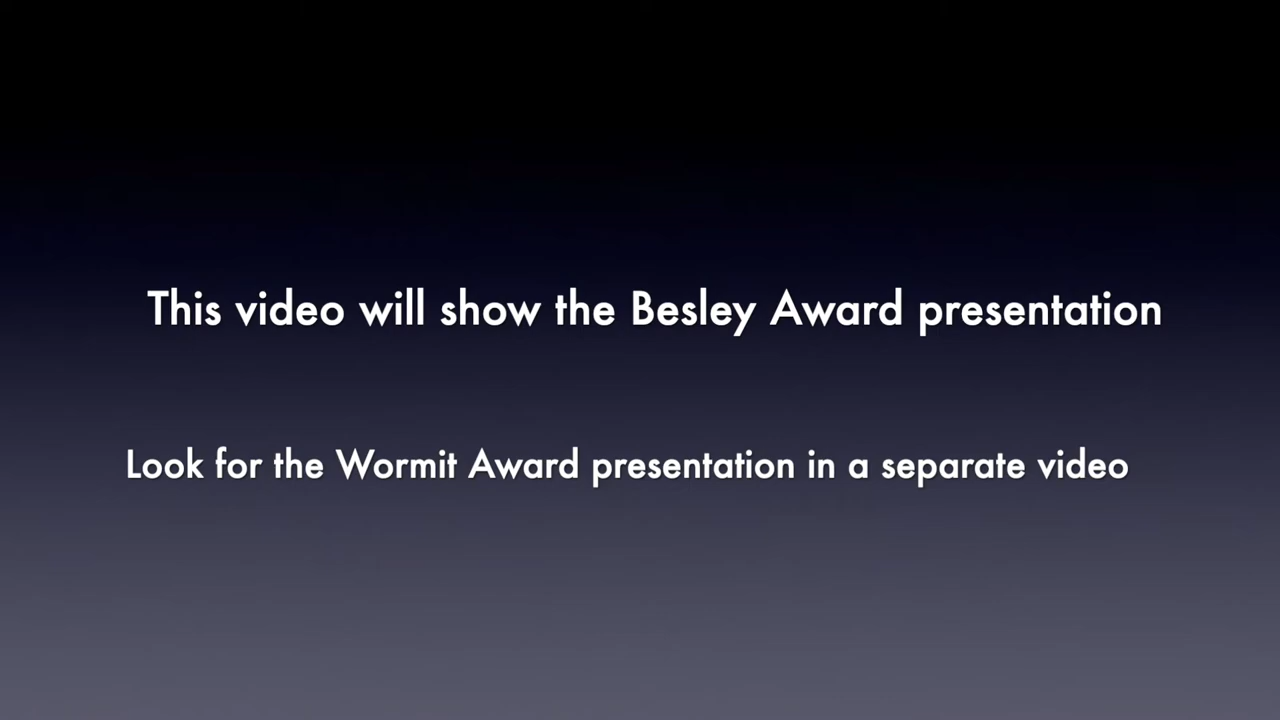 This video will show the Besley Award presentation
Look for the Wormit Award presentation in a separate video